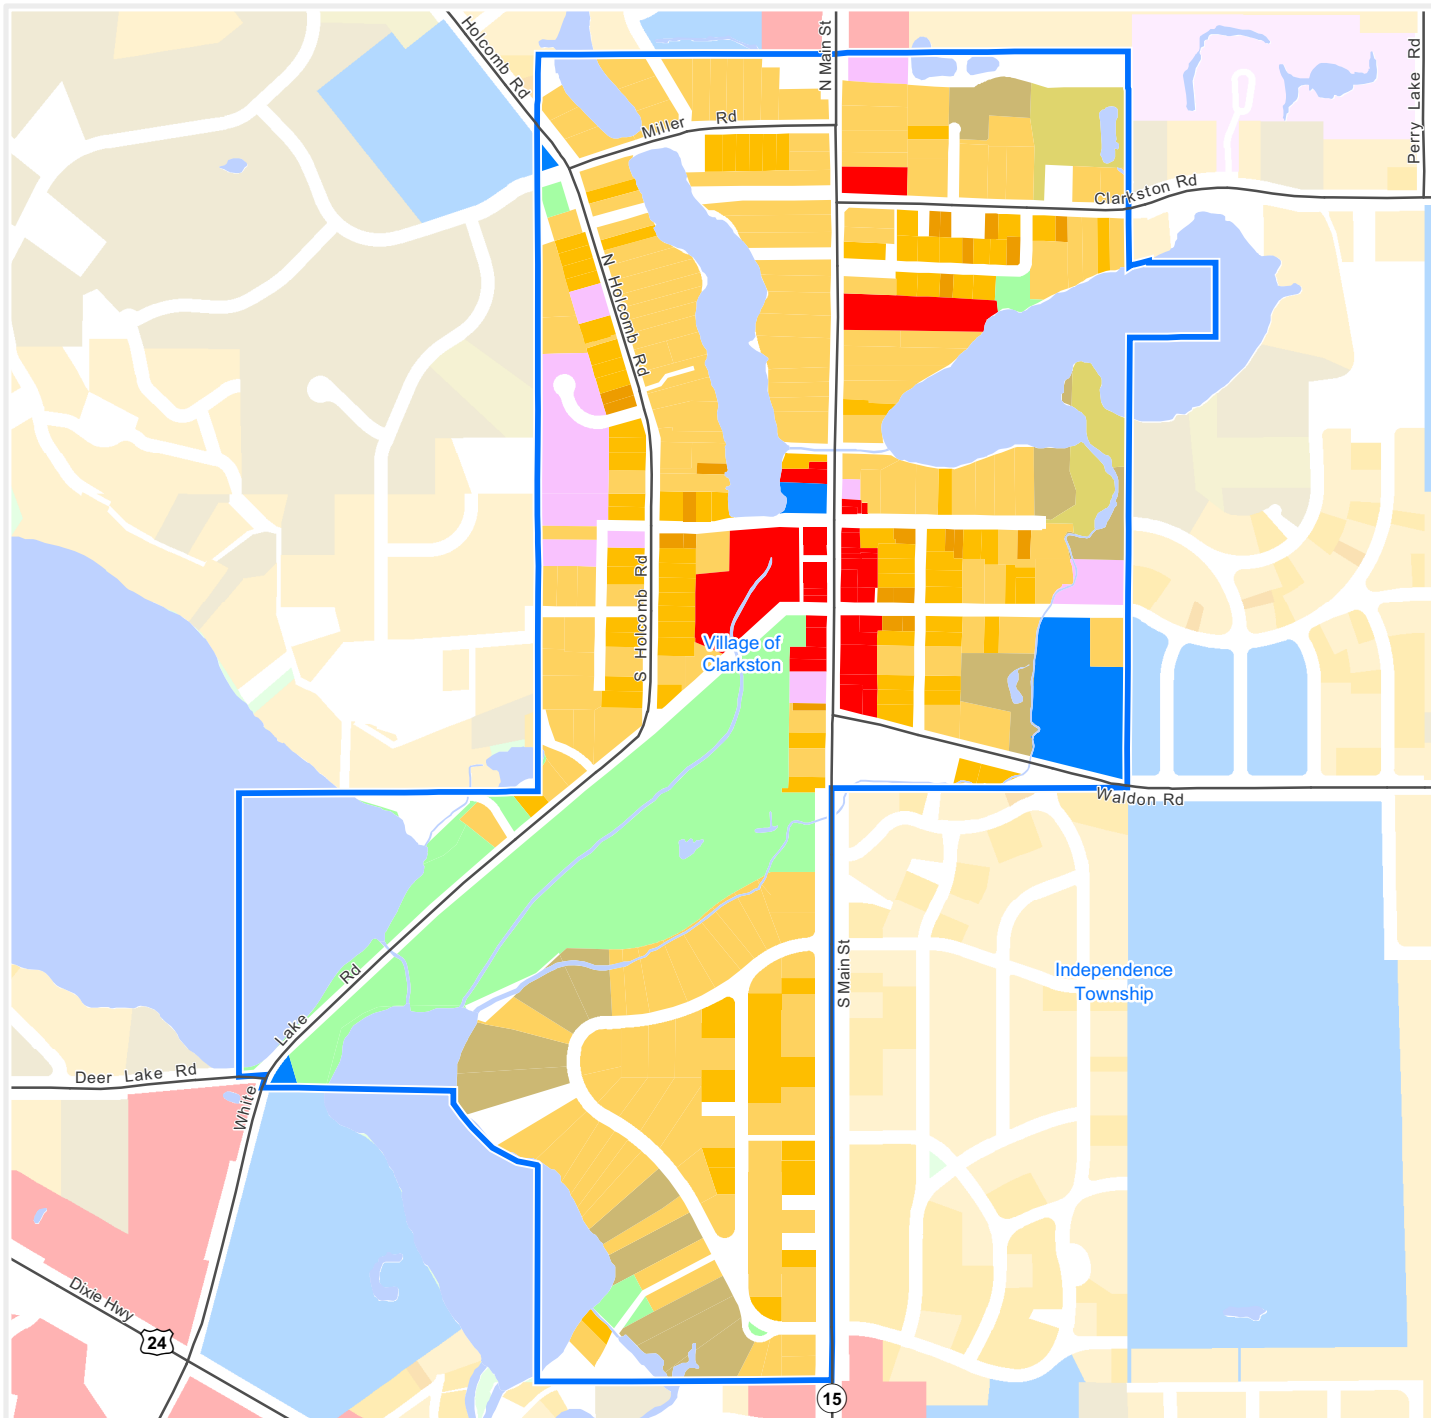 Holcomb Rd
N Main St
Perry Lake Rd
Miller Rd
Clarkston Rd
N Holcomb Rd
S Holcomb Rd
Village of
Clarkston
Waldon Rd
Independence
Township
S Main St
Lake Rd
Deer Lake Rd
White
Dixie Hwy
24
15